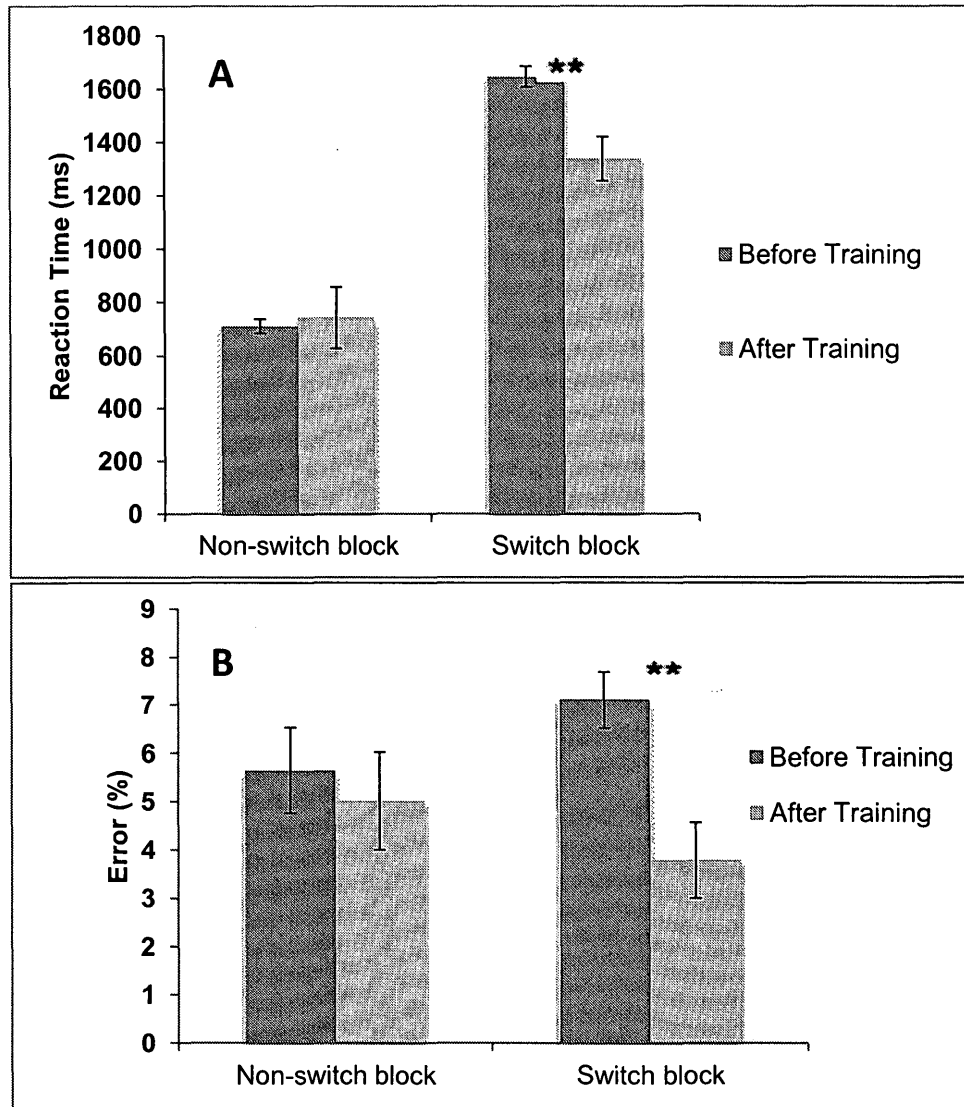 1800
A
**
1600
1400
1200
1000
800
600
400
200
0
Reaction Time (ms)
Before Training
After Training
Non-switch block
Switch block
9
B
**
8
7
6
5
4
3
2
1
0
Error (%)
Before Training
After Training
Non-switch block
Switch block